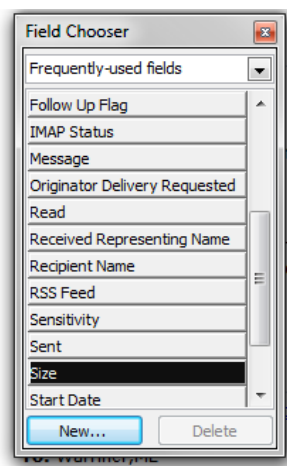 Field Chooser
Frequently-used fields
Follow Up Flag
IMAP Status
Message
Originator Delivery Requested
Read
Received Representing Name
Recipient Name
RSS Feed
Sensitivity
Sent
Size
Start Date
New...
Delete